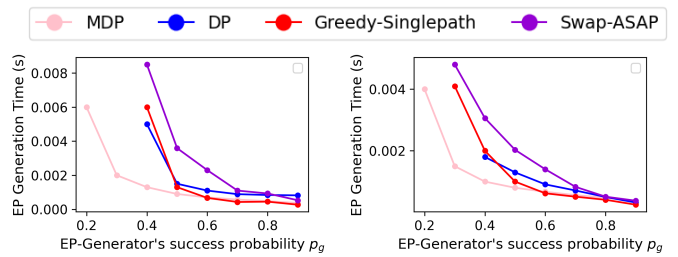 MDP DP Greedy-Singlepath Swap-ASAP
EP Generation Time (s)
0.008
0.006
0.004
0.002
0.000
0.2 0.4 0.6 0.8
EP-Generator's success probability p_g
EP Generation Time (s)
0.004
0.002
0.2 0.4 0.6 0.8
EP-Generator's success probability p_g